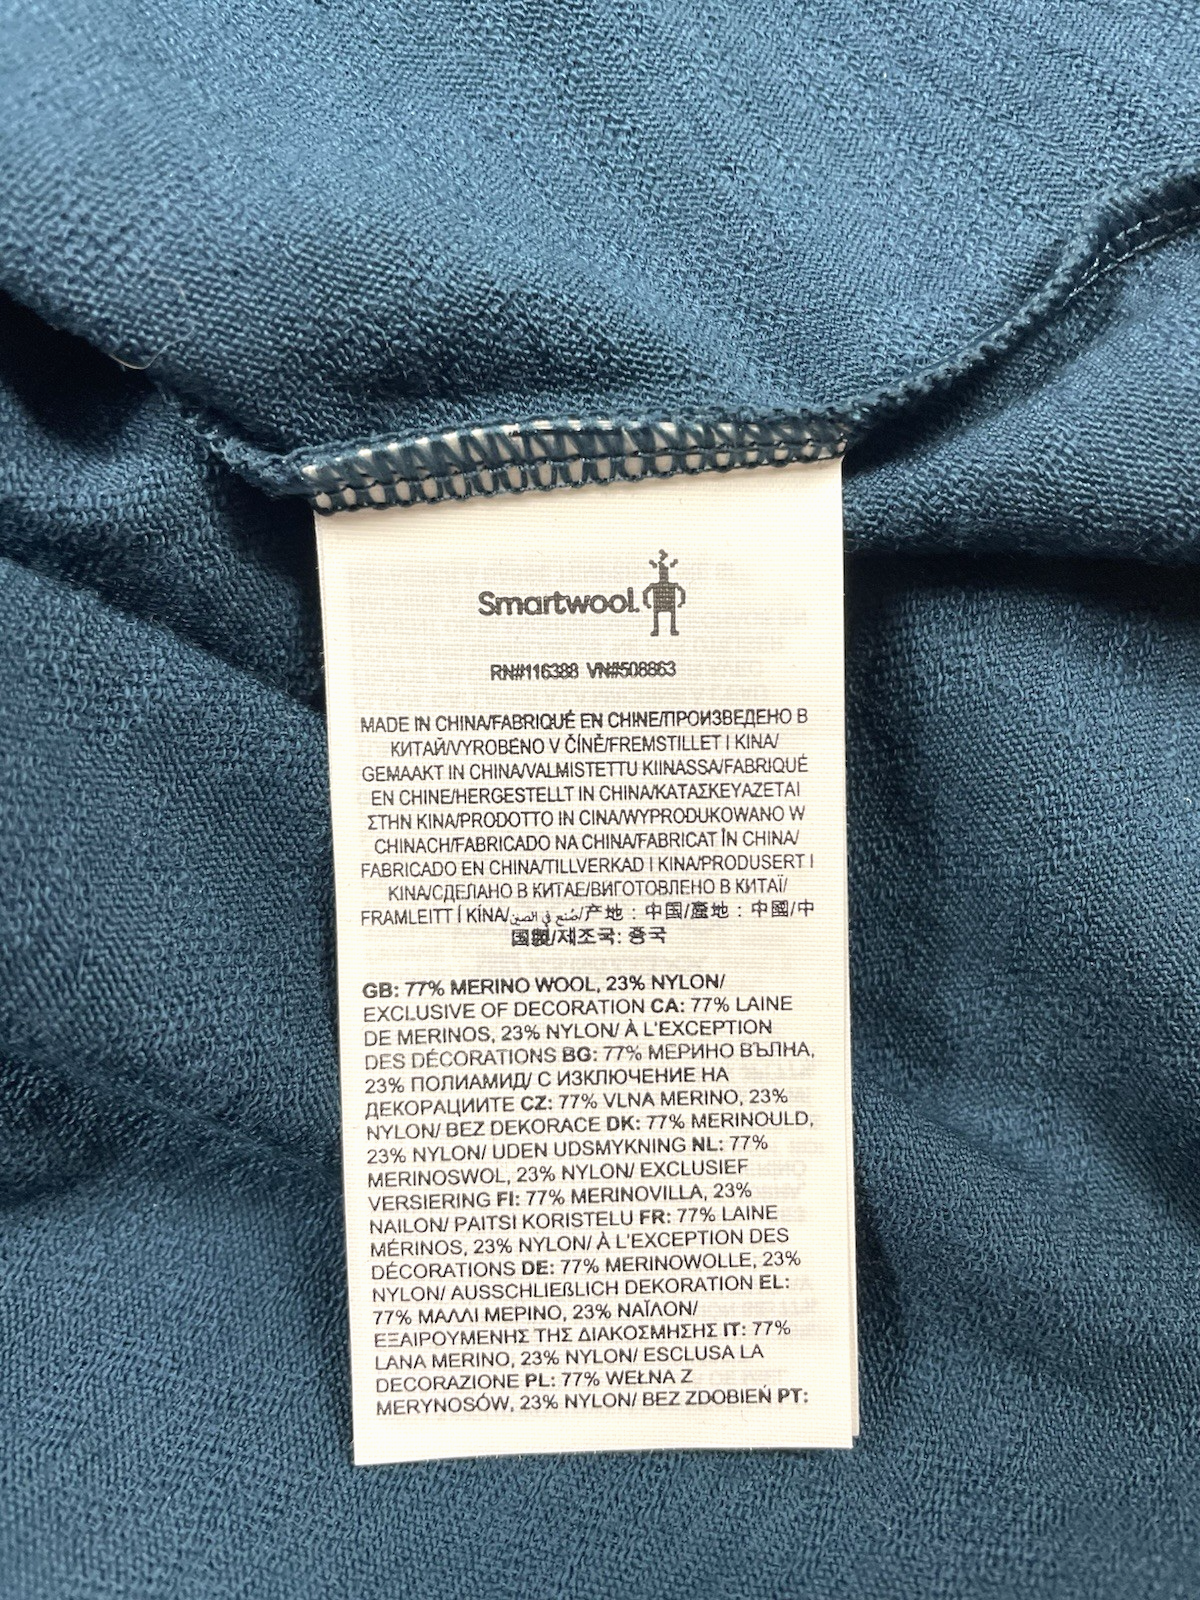 Smartwool.
RN#116388 VN#508863
MADE IN CHINA/FABRIQUÉ EN CHINE/ПРОИЗВЕДЕНО В
КИТАЙ/VYROBENO V ČÍNĚ/FREMSTILLET I KINA/
GEMAAKT IN CHINA/VALMISTETTU KIINASSA/FABRIQUÉ
EN CHINE/HERGESTELLT IN CHINA/ΚΑΤΑΣΚΕΥΑΖΕΤΑΙ
ΣΤΗΝ ΚΙΝΑ/PRODOTTO IN CINA/WYPRODUKOWANO W
CHINACH/FABRICADO NA CHINA/FABRICAT ÎN CHINA/
FABRICADO EN CHINA/TILLVERKAD I KINA/PRODUSERT I
KINA/СДЕЛАНО В КИТАЕ/ВИГОТОВЛЕНО В КИТАЇ/
FRAMLEITT Í KÍNA/صُنع في الصين/产地：中国/產地：中國/中
国製/제조국: 중국
GB: 77% MERINO WOOL, 23% NYLON/
EXCLUSIVE OF DECORATION CA: 77% LAINE
DE MERINOS, 23% NYLON/ À L'EXCEPTION
DES DÉCORATIONS BG: 77% МЕРИНО ВЪЛНА,
23% ПОЛИАМИД/ С ИЗКЛЮЧЕНИЕ НА
ДЕКОРАЦИИТЕ CZ: 77% VLNA MERINO, 23%
NYLON/ BEZ DEKORACE DK: 77% MERINOULD,
23% NYLON/ UDEN UDSMYKNING NL: 77%
MERINOSWOL, 23% NYLON/ EXCLUSIEF
VERSIERING FI: 77% MERINOVILLA, 23%
NAILON/ PAITSI KORISTELU FR: 77% LAINE
MÉRINOS, 23% NYLON/ À L'EXCEPTION DES
DÉCORATIONS DE: 77% MERINOWOLLE, 23%
NYLON/ AUSSCHLIEßLICH DEKORATION EL:
77% ΜΑΛΛΙ ΜΕΡΙΝΟ, 23% ΝΑΪΛΟΝ/
ΕΞΑΙΡΟΥΜΕΝΗΣ ΤΗΣ ΔΙΑΚΟΣΜΗΣΗΣ IT: 77%
LANA MERINO, 23% NYLON/ ESCLUSA LA
DECORAZIONE PL: 77% WEŁNA Z
MERYNOSÓW, 23% NYLON/ BEZ ZDOBIEŃ PT: